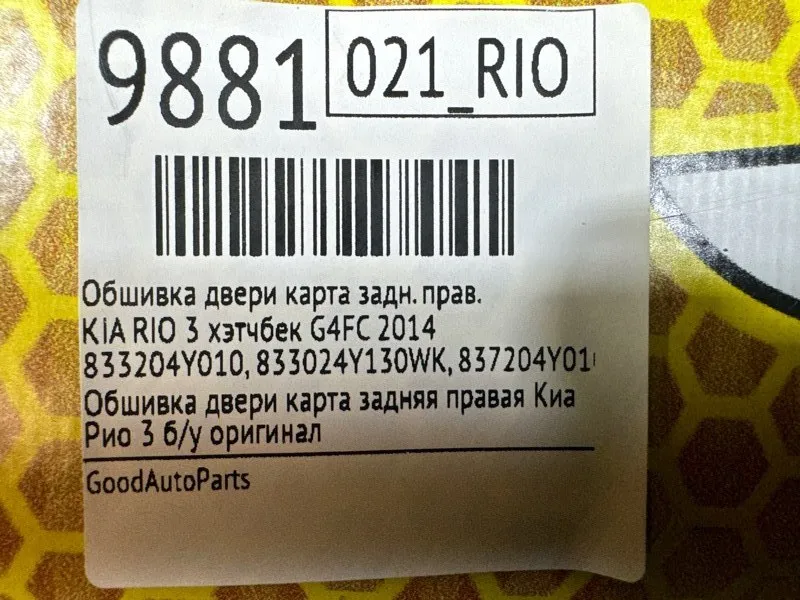 9881 021_RIO
Обшивка двери карта задн. прав.
KIA RIO 3 хэтчбек G4FC 2014
833204Y010, 833024Y130WK, 837204Y01
Обшивка двери карта задняя правая Киа
Рио 3 б/у оригинал
GoodAutoParts